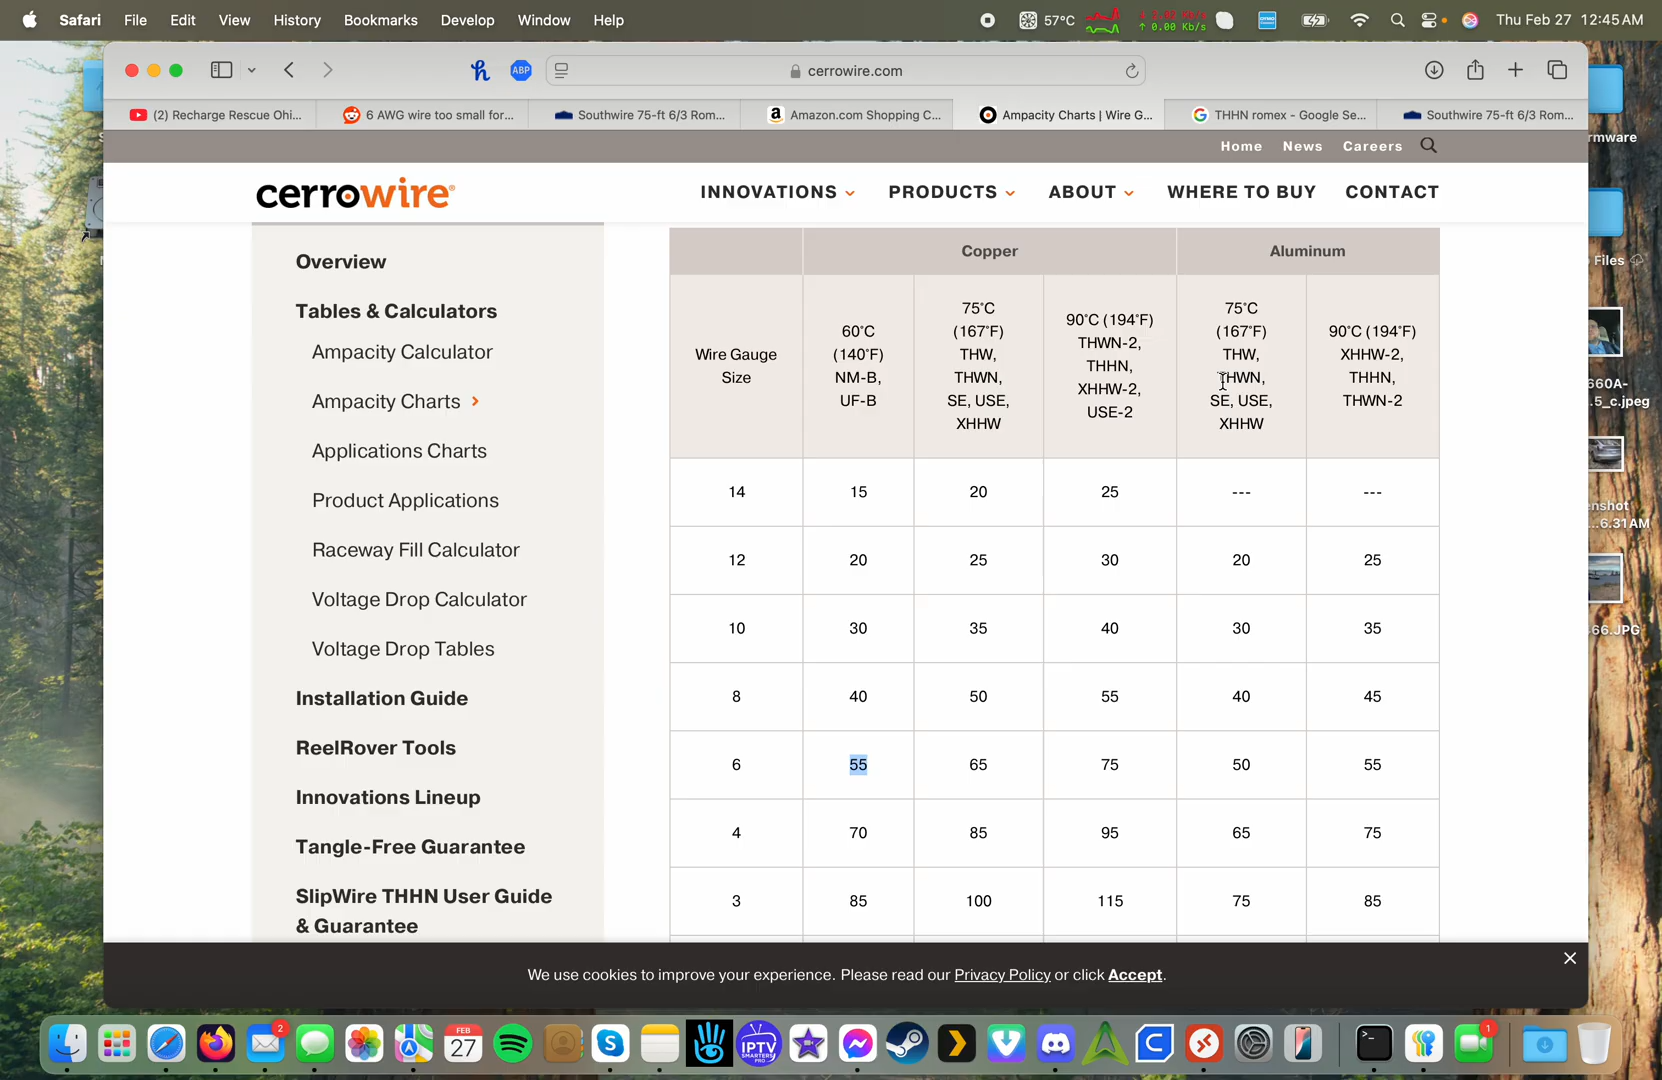 Safari File Edit View History Bookmarks Develop Window Help 57°C Thu Feb 27 12:45 AM
↑ 0.00 Kb/s
ABP cerrowire.com
(2) Recharge Rescue Ohi... 6 AWG wire too small for... Southwire 75-ft 6/3 Rom... Amazon.com Shopping C... Ampacity Charts | Wire G... THHN romex - Google Se... Southwire 75-ft 6/3 Rom...
Home News Careers
cerrowire® INNOVATIONS PRODUCTS ABOUT WHERE TO BUY CONTACT
Overview
Tables & Calculators
Ampacity Calculator
Ampacity Charts >
Applications Charts
Product Applications
Raceway Fill Calculator
Voltage Drop Calculator
Voltage Drop Tables
Installation Guide
ReelRover Tools
Innovations Lineup
Tangle-Free Guarantee
SlipWire THHN User Guide
& Guarantee
Copper Aluminum
Wire Gauge
Size
60°C
(140°F)
NM-B,
UF-B
75°C
(167°F)
THW,
THWN,
SE, USE,
XHHW
90°C (194°F)
THWN-2,
THHN,
XHHW-2,
USE-2
75°C
(167°F)
THW,
THWN,
SE, USE,
XHHW
90°C (194°F)
XHHW-2,
THHN,
THWN-2
14 15 20 25 --- ---
12 20 25 30 20 25
10 30 35 40 30 35
8 40 50 55 40 45
6 55 65 75 50 55
4 70 85 95 65 75
3 85 100 115 75 85
We use cookies to improve your experience. Please read our Privacy Policy or click Accept.
rmware
Files
660A-
.5_c.jpeg
enshot
...6.31AM
66.JPG
2
FEB
27
IPTV
SMARTERS
PRO
1